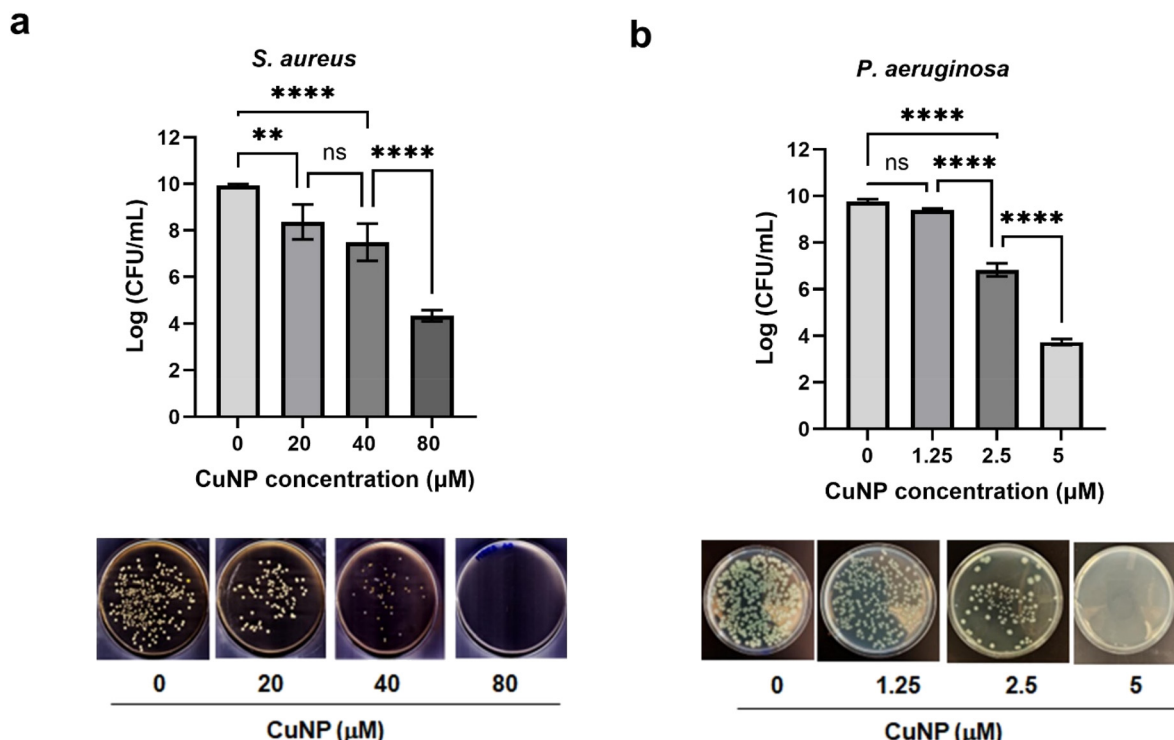 a
S. aureus
****
**
ns
****
12
10
8
6
4
2
0
Log (CFU/mL)
0 20 40 80
CuNP concentration (µM)
0 20 40 80
CuNP (µM)
b
P. aeruginosa
****
ns
****
****
12
10
8
6
4
2
0
Log (CFU/mL)
0 1.25 2.5 5
CuNP concentration (µM)
0 1.25 2.5 5
CuNP (µM)